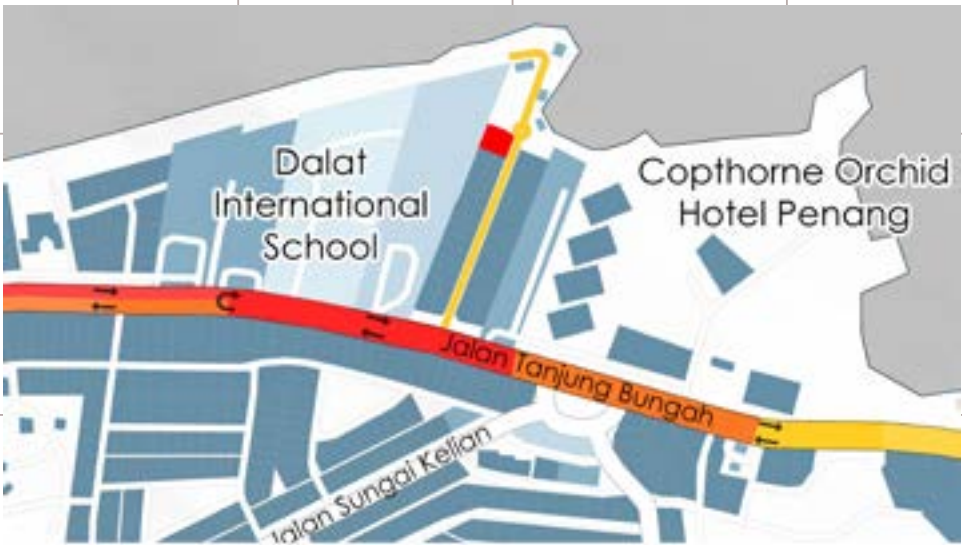 Dalat
International
School
Copthorne Orchid
Hotel Penang
Jalan Tanjung Bungah
Jalan Sungai Kelian